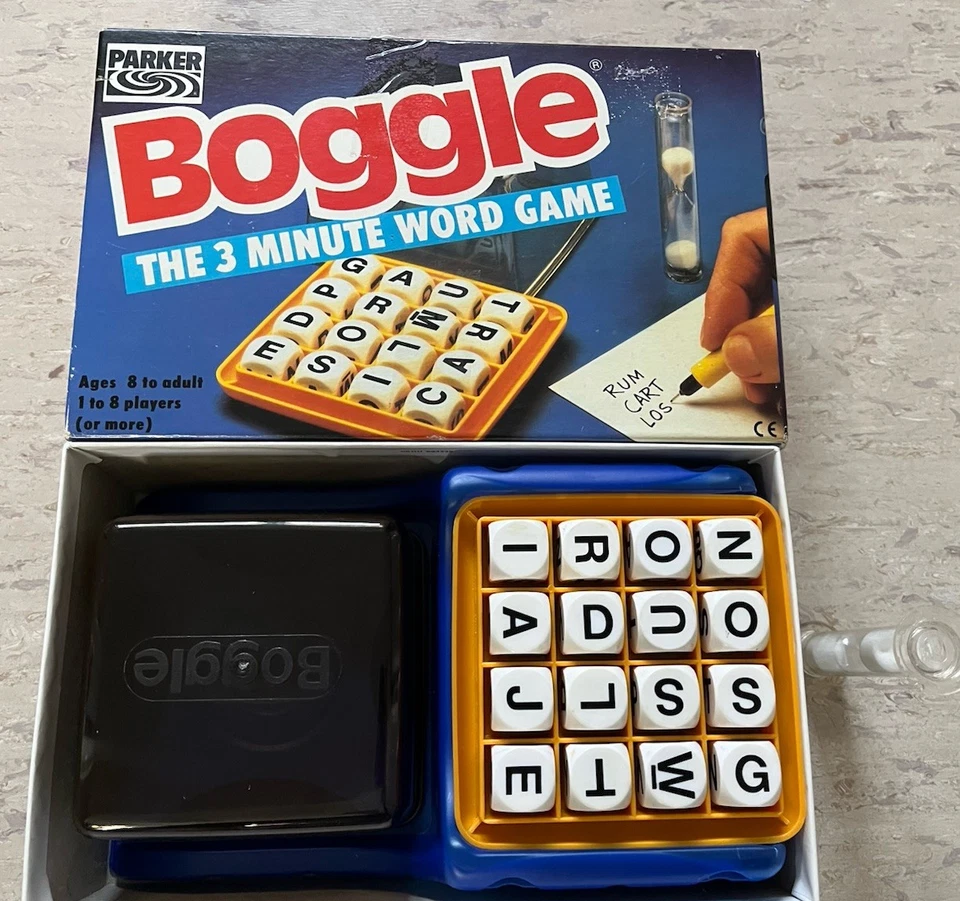 PARKER
Boggle®
THE 3 MINUTE WORD GAME
G A U T
P R M R
D O L A
E S I C
Ages 8 to adult
1 to 8 players
(or more)
RUM
CART
LOS
CE
Boggle
I R O N
A D U O
J L S S
E T W G